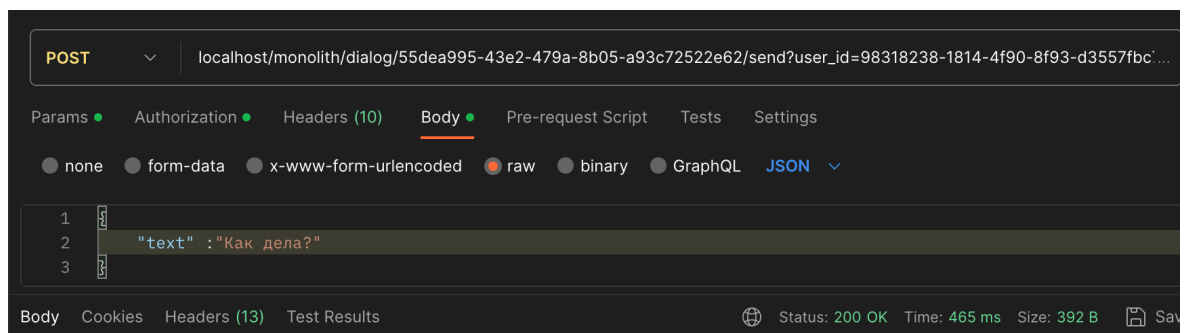 POST localhost/monolith/dialog/55dea995-43e2-479a-8b05-a93c72522e62/send?user_id=98318238-1814-4f90-8f93-d3557fbc...
Params Authorization Headers (10) Body Pre-request Script Tests Settings
none form-data x-www-form-urlencoded raw binary GraphQL JSON
1 {
2 "text" :"Как дела?"
3 }
Body Cookies Headers (13) Test Results Status: 200 OK Time: 465 ms Size: 392 B Sav